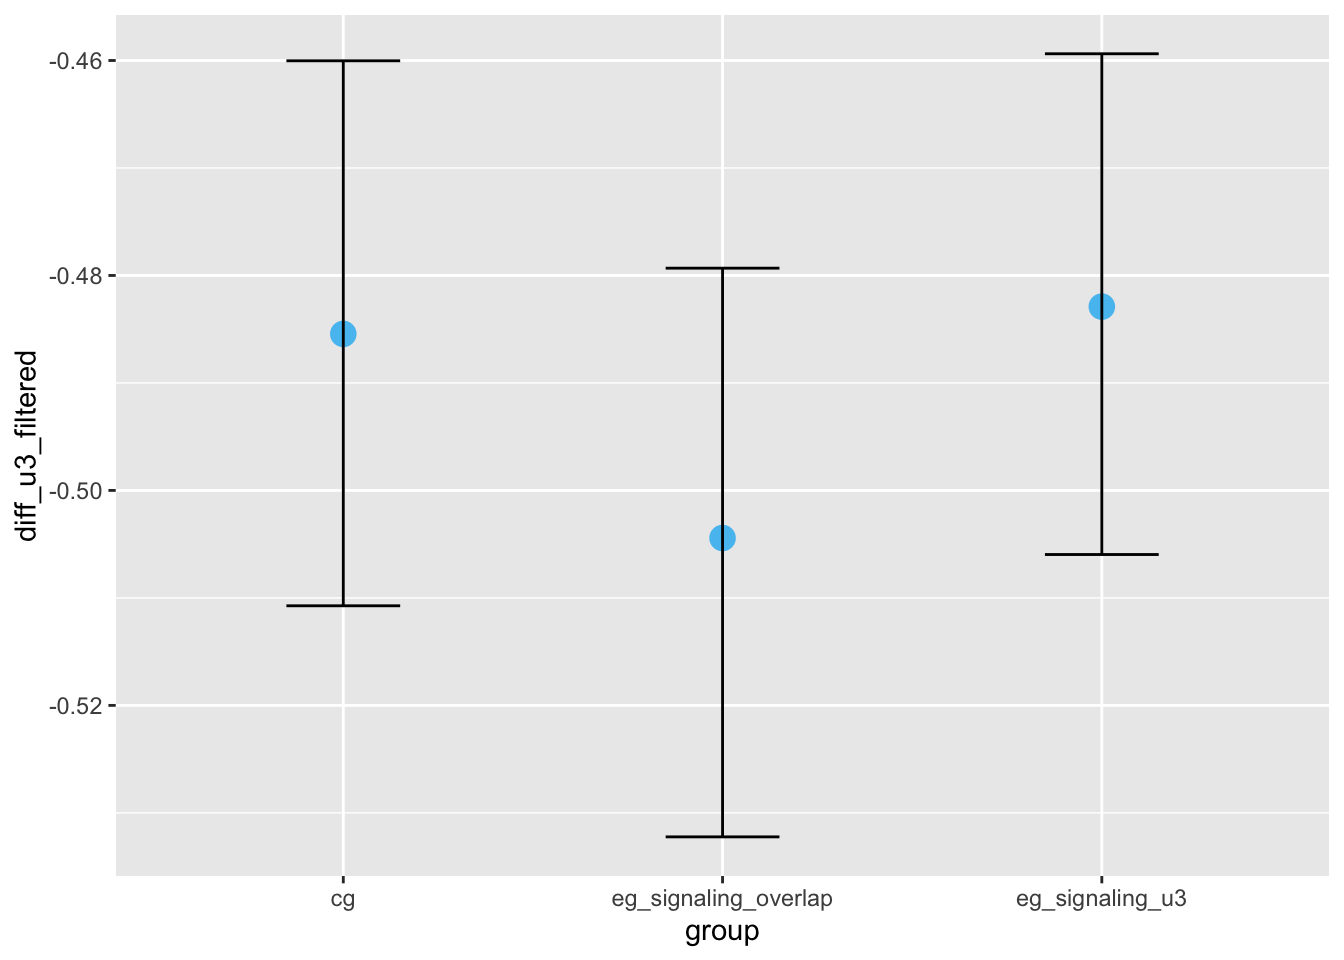 diff_u3_filtered
-0.46
-0.48
-0.50
-0.52
cg eg_signaling_overlap eg_signaling_u3
group